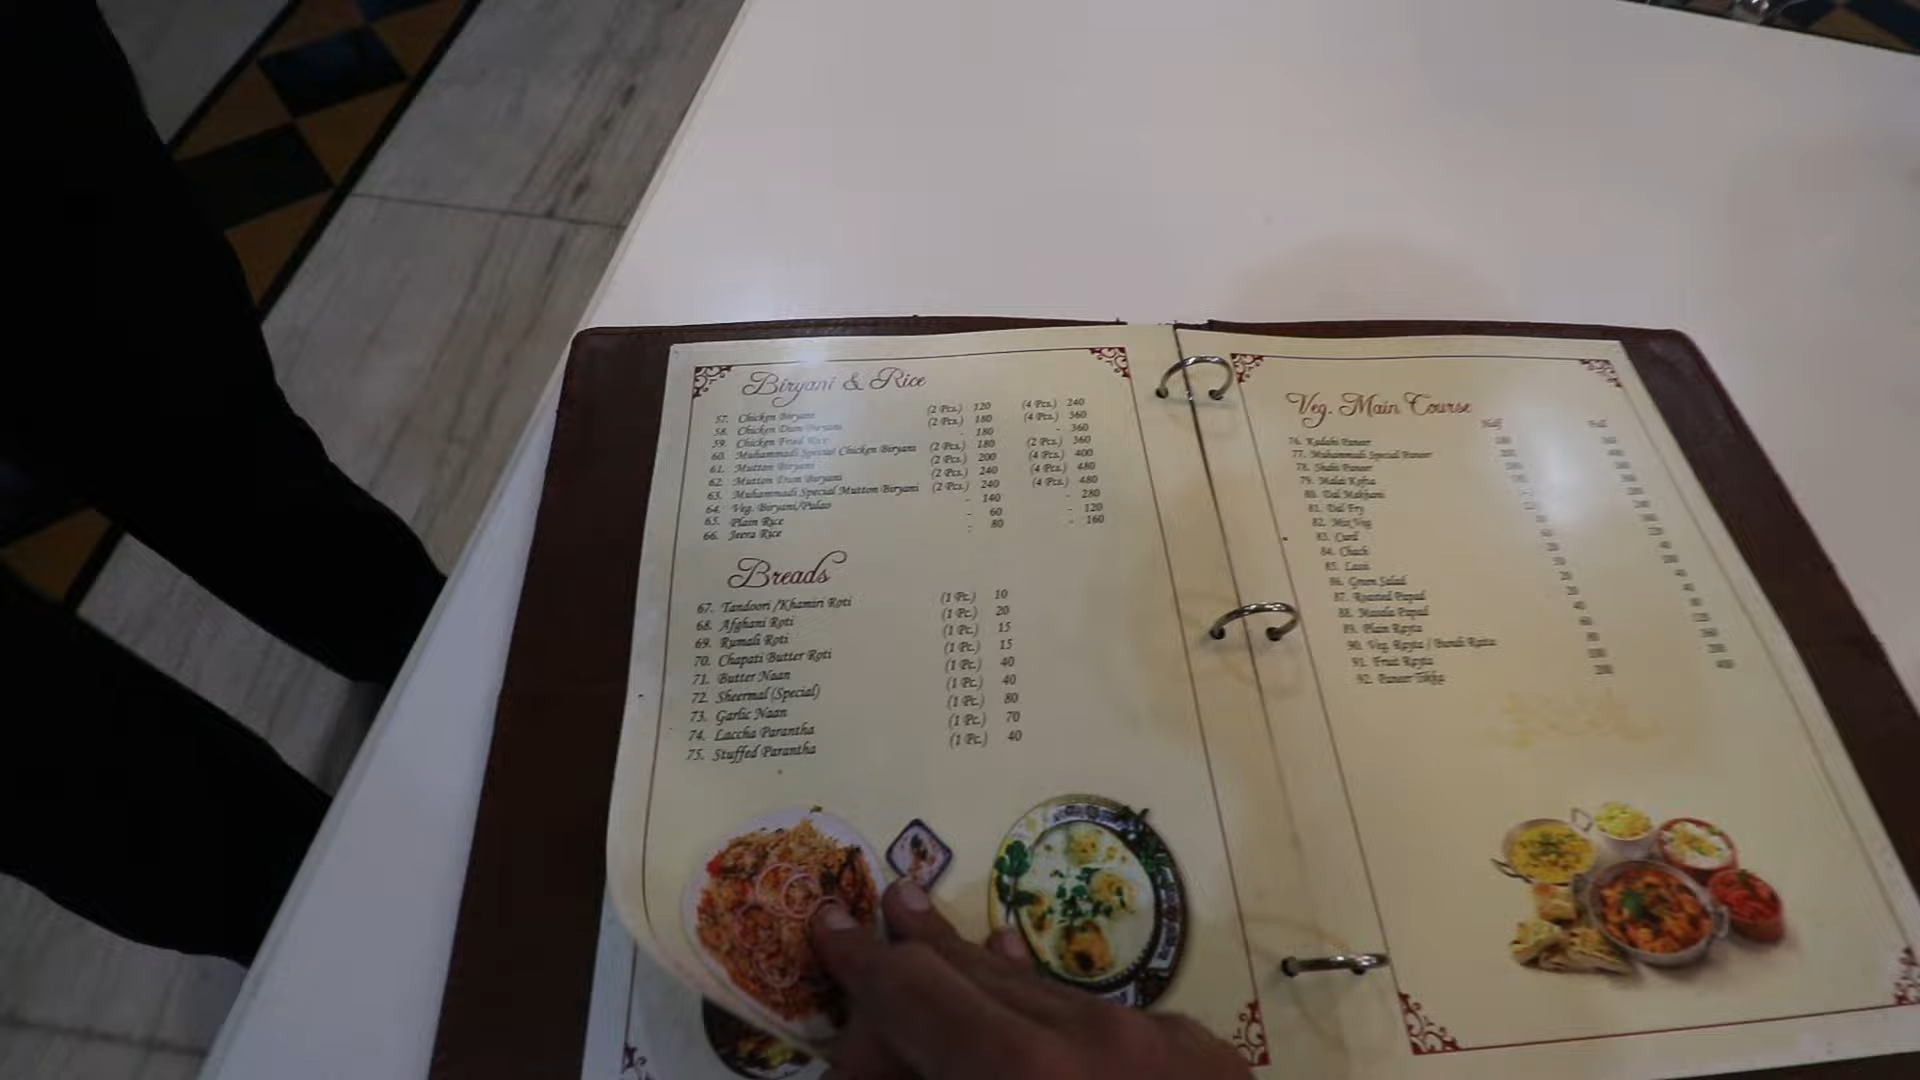 Biryani & Rice
57. Chicken Biryani (2 Pcs.) 120 (4 Pcs.) 240
58. Chicken Dum Biryani (2 Pcs.) 180 (4 Pcs.) 360
59. Chicken Fried Rice 180 - 360
60. Muhammadi Special Chicken Biryani (2 Pcs.) 180 (2 Pcs.) 360
61. Mutton Biryani (2 Pcs.) 200 (4 Pcs.) 400
62. Mutton Dum Biryani (2 Pcs.) 240 (4 Pcs.) 480
63. Muhammadi Special Mutton Biryani (2 Pcs.) 240 (4 Pcs.) 480
64. Veg. Biryani/Pulao - 140 - 280
65. Plain Rice - 60 - 120
66. Jeera Rice - 80 - 160
Breads
67. Tandoori /Khamiri Roti (1 Pc.) 10
68. Afghani Roti (1 Pc.) 20
69. Rumali Roti (1 Pc.) 15
70. Chapati Butter Roti (1 Pc.) 15
71. Butter Naan (1 Pc.) 40
72. Sheermal (Special) (1 Pc.) 40
73. Garlic Naan (1 Pc.) 80
74. Laccha Parantha (1 Pc.) 70
75. Stuffed Parantha (1 Pc.) 40
Veg. Main Course
Half Full
76. Kadahi Paneer
77. Muhammadi Special Paneer
78. Shahi Paneer
79. Malai Kofta
80. Dal Makhani
81. Dal Fry
82. Mix Veg
83. Curd
84. Chach
85. Lassi
86. Green Salad
87. Roasted Papad
88. Masala Papad
89. Plain Rayta
90. Veg. Rayta / Bundi Raita
91. Fruit Rayta
92. Paneer Tikka